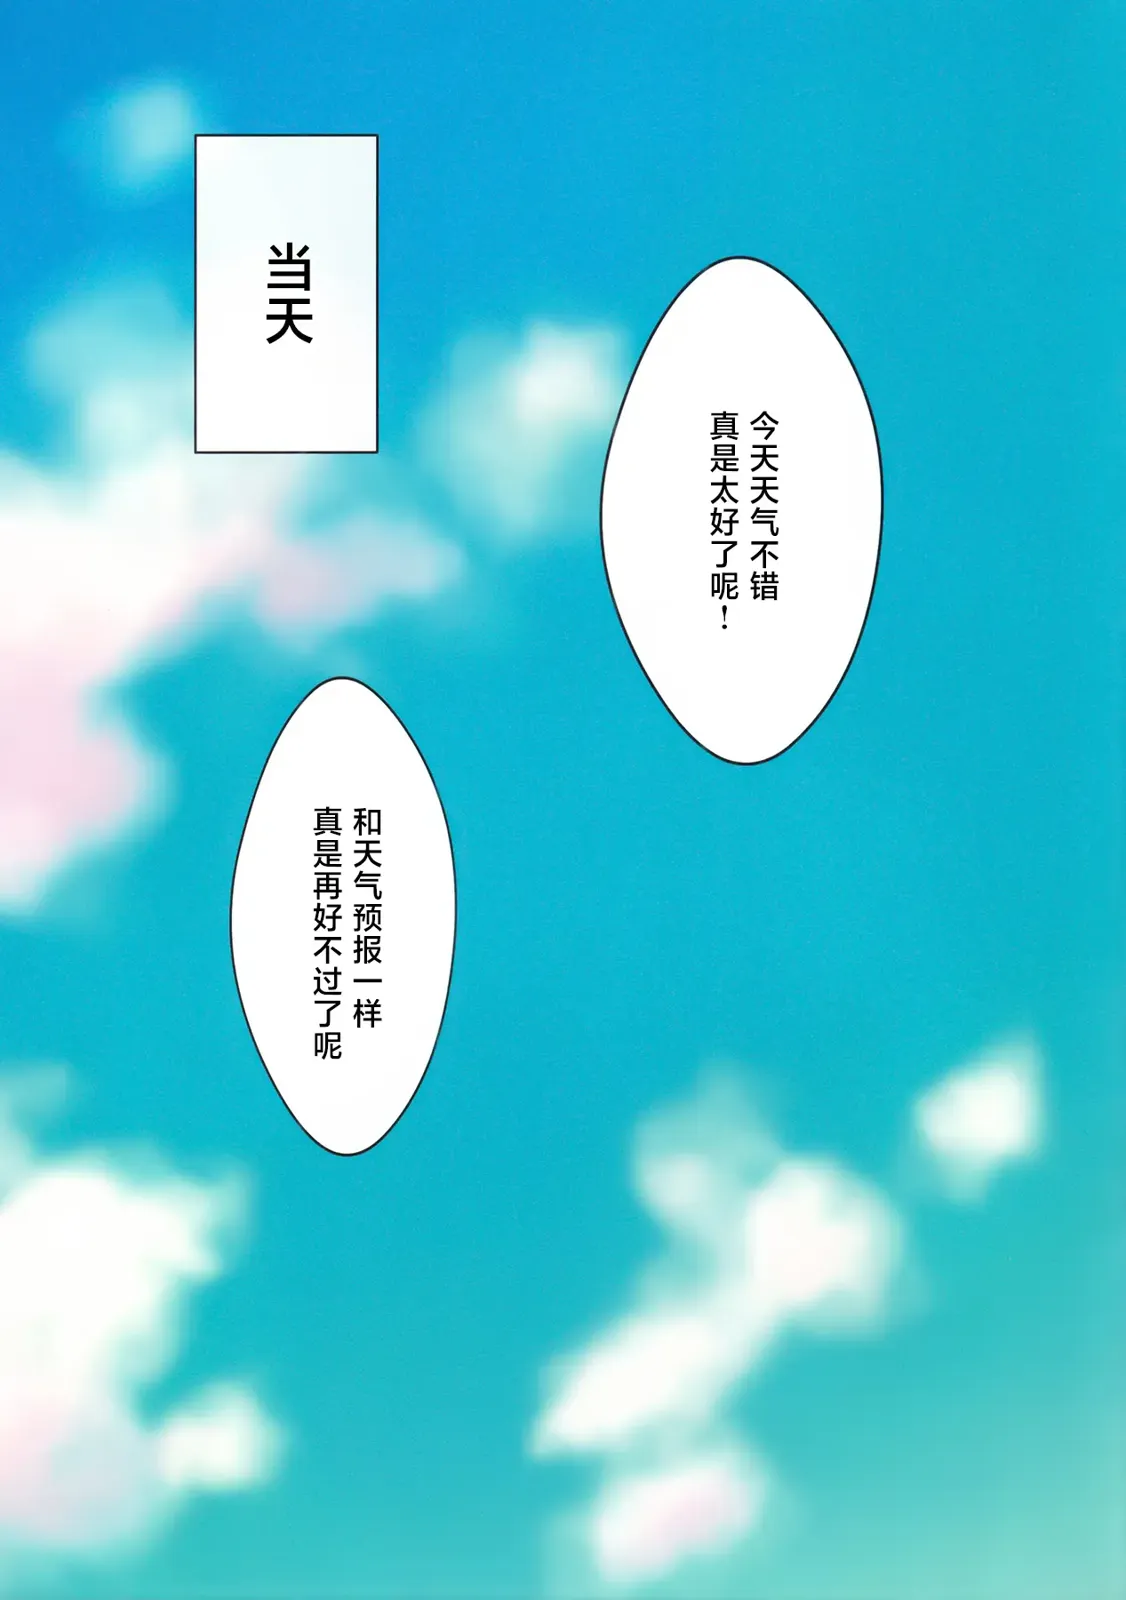 当天
今天天气不错
真是太好了呢！
和天气预报一样
真是再好不过了呢